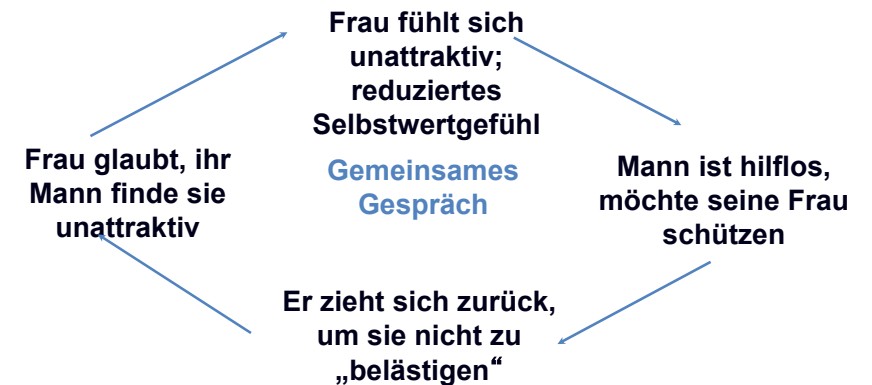 Frau fühlt sich
unattraktiv;
reduziertes
Selbstwertgefühl
Frau glaubt, ihr
Mann finde sie
unattraktiv
Gemeinsames
Gespräch
Mann ist hilflos,
möchte seine Frau
schützen
Er zieht sich zurück,
um sie nicht zu
„belästigen“